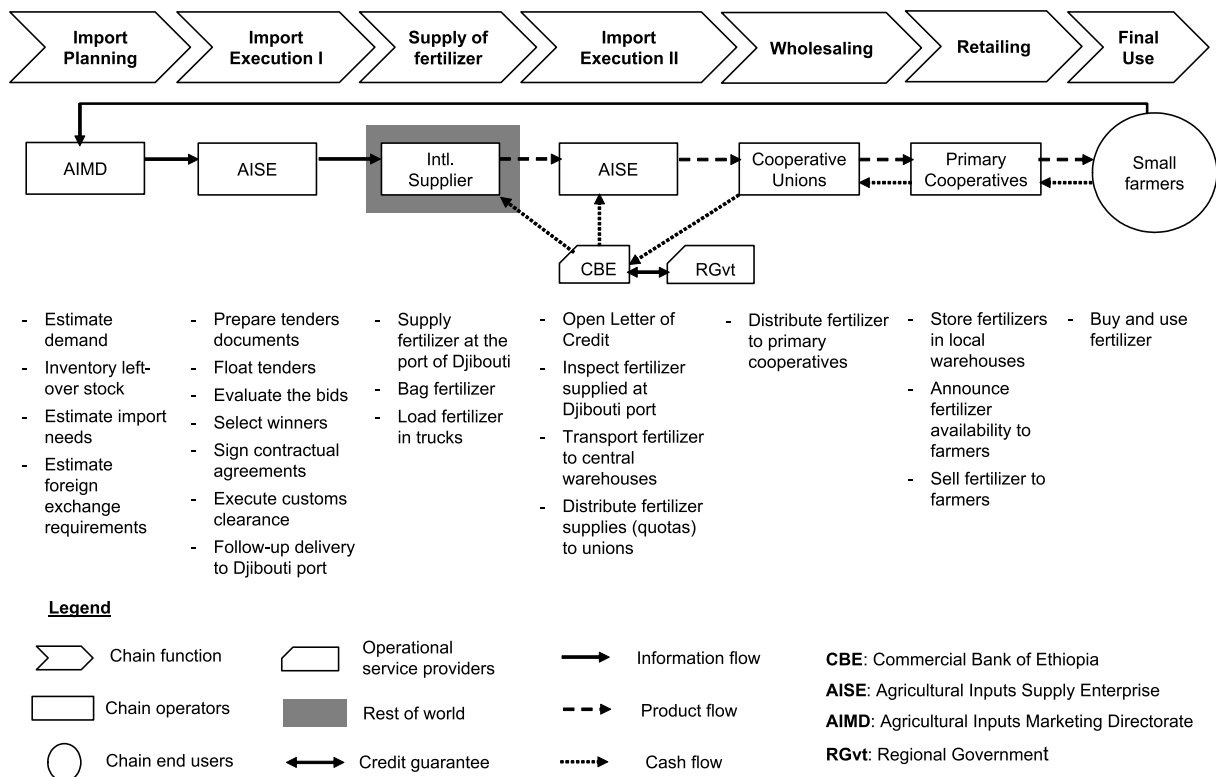 Import
Planning
Import
Execution I
Supply of
fertilizer
Import
Execution II
Wholesaling
Retailing
Final
Use
AIMD
AISE
Intl.
Supplier
AISE
Cooperative
Unions
Primary
Cooperatives
Small
farmers
CBE
RGvt
- Estimate
demand
- Inventory left-
over stock
- Estimate import
needs
- Estimate
foreign
exchange
requirements
- Prepare tenders
documents
- Float tenders
- Evaluate the bids
- Select winners
- Sign contractual
agreements
- Execute customs
clearance
- Follow-up delivery
to Djibouti port
- Supply
fertilizer at the
port of Djibouti
- Bag fertilizer
- Load fertilizer
in trucks
- Open Letter of
Credit
- Inspect fertilizer
supplied at
Djibouti port
- Transport fertilizer
to central
warehouses
- Distribute fertilizer
supplies (quotas)
to unions
- Distribute fertilizer
to primary
cooperatives
- Store fertilizers
in local
warehouses
- Announce
fertilizer
availability to
farmers
- Sell fertilizer to
farmers
- Buy and use
fertilizer
Legend
Chain function
Chain operators
Chain end users
Operational
service providers
Rest of world
Credit guarantee
Information flow
Product flow
Cash flow
CBE: Commercial Bank of Ethiopia
AISE: Agricultural Inputs Supply Enterprise
AIMD: Agricultural Inputs Marketing Directorate
RGvt: Regional Government